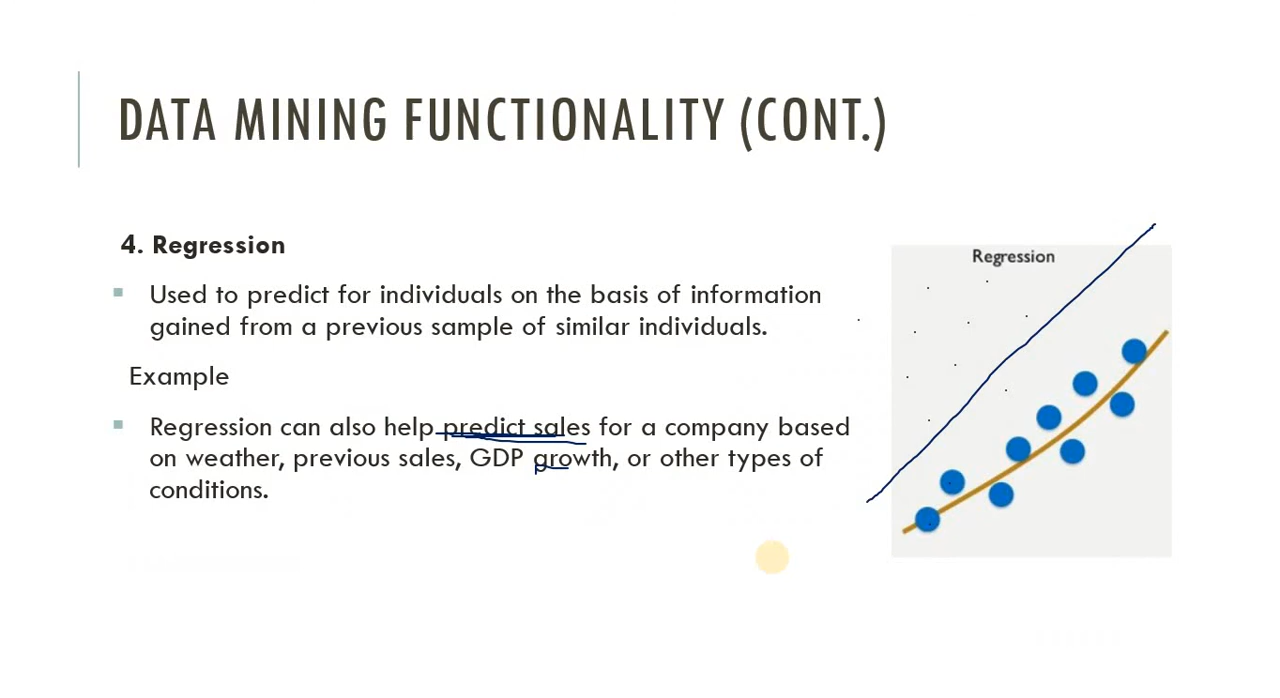 DATA MINING FUNCTIONALITY (CONT.)
4. Regression
Used to predict for individuals on the basis of information
gained from a previous sample of similar individuals.
Example
Regression can also help predict sales for a company based
on weather, previous sales, GDP growth, or other types of
conditions.
Regression